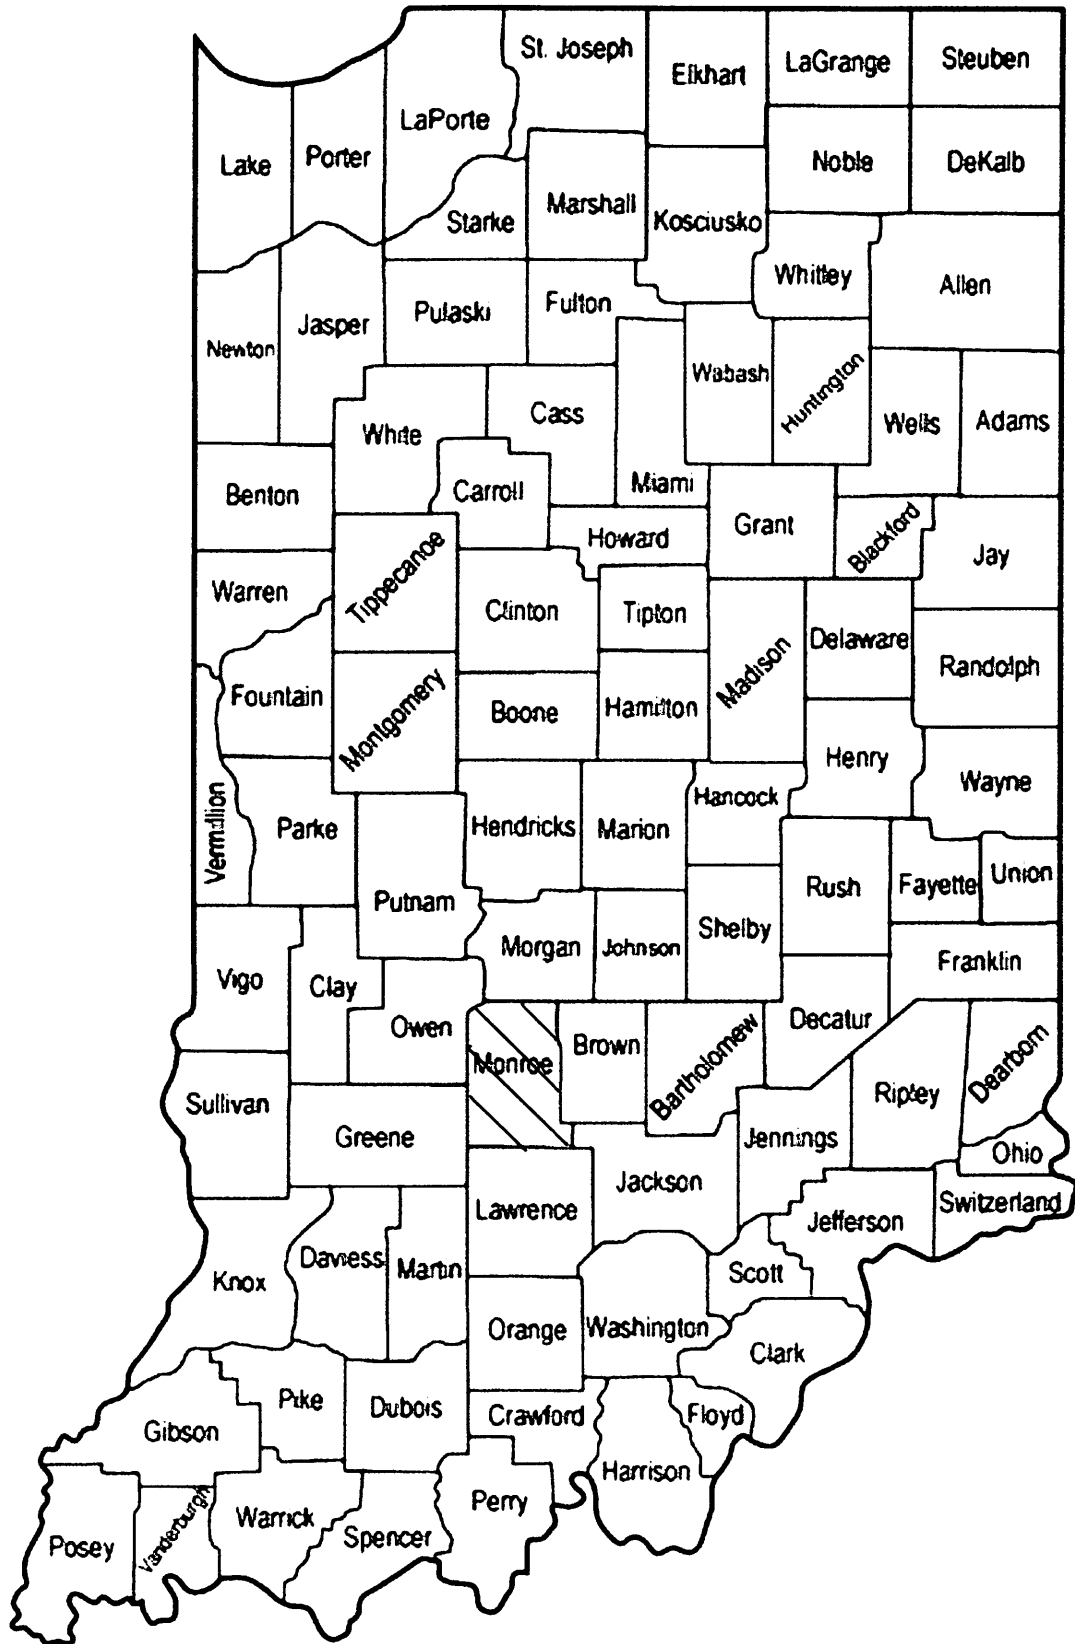 St. Joseph
Elkhart
LaGrange
Steuben
LaPorte
Lake
Porter
Noble
DeKalb
Starke
Marshall
Kosciusko
Whitley
Allen
Newton
Jasper
Pulaski
Fulton
Wabash
Huntington
White
Cass
Miami
Wells
Adams
Benton
Carroll
Howard
Grant
Blackford
Jay
Warren
Tippecanoe
Clinton
Tipton
Madison
Delaware
Randolph
Fountain
Montgomery
Boone
Hamilton
Henry
Wayne
Vermillion
Parke
Putnam
Hendricks
Marion
Hancock
Rush
Fayette
Union
Vigo
Clay
Owen
Morgan
Johnson
Shelby
Franklin
Decatur
Monroe
Brown
Bartholomew
Ripley
Dearborn
Sullivan
Greene
Jennings
Ohio
Lawrence
Jackson
Jefferson
Switzerland
Knox
Daviess
Martin
Scott
Orange
Washington
Clark
Gibson
Pike
Dubois
Crawford
Floyd
Harrison
Posey
Vanderburgh
Warrick
Spencer
Perry